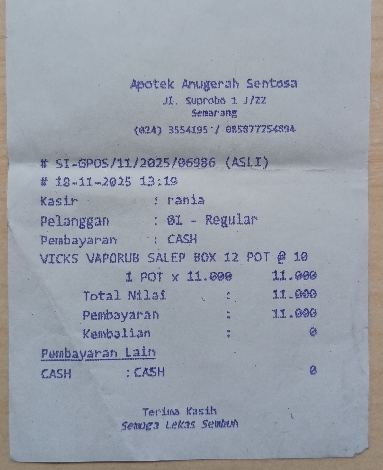 Apotek Anugerah Sentosa
Jl. Suprobo 1 J/22
Semarang
(024) 3554195 / 085877254894
# SI-GPOS/11/2025/06986 (ASLI)
# 18-11-2025 13:19
Kasir : rania
Pelanggan : 01 - Regular
Pembayaran : CASH
VICKS VAPORUB SALEP BOX 12 POT @ 10
1 POT x 11.000 11.000
Total Nilai : 11.000
Pembayaran : 11.000
Kembalian : 0
Pembayaran Lain
CASH : CASH 0
Terima Kasih
Semoga Lekas Sembuh